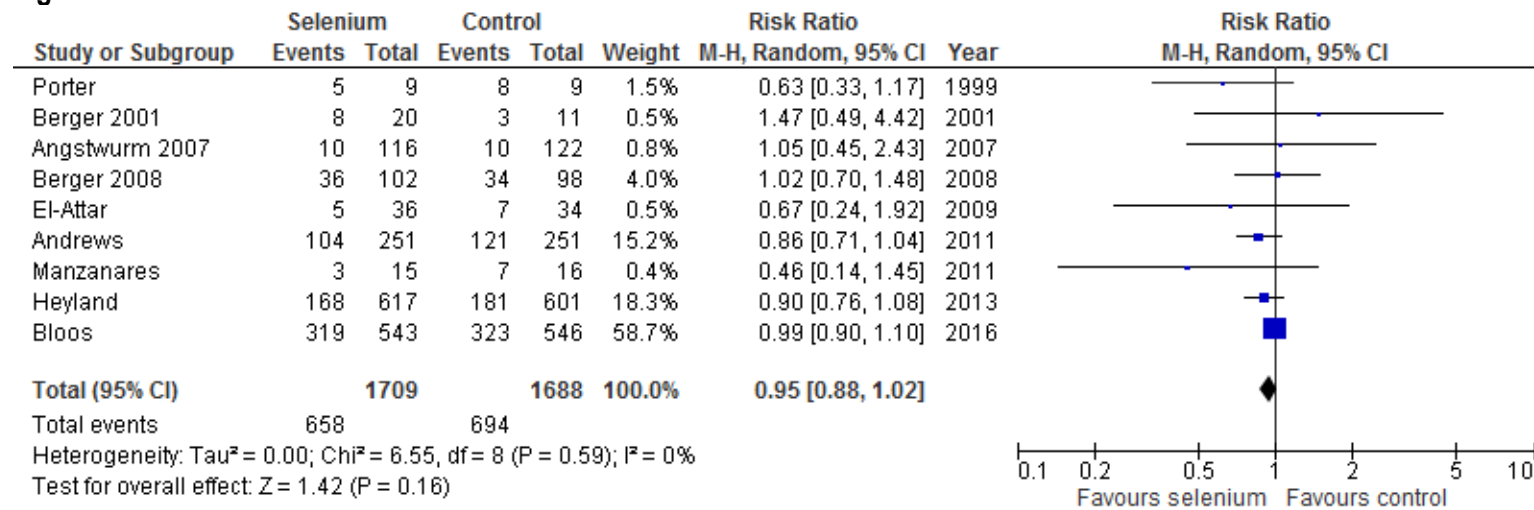 Selenium Control Risk Ratio Risk Ratio
Study or Subgroup Events Total Events Total Weight M-H, Random, 95% CI Year M-H, Random, 95% CI
Porter 5 9 8 9 1.5% 0.63 [0.33, 1.17] 1999
Berger 2001 8 20 3 11 0.5% 1.47 [0.49, 4.42] 2001
Angstwurm 2007 10 116 10 122 0.8% 1.05 [0.45, 2.43] 2007
Berger 2008 36 102 34 98 4.0% 1.02 [0.70, 1.48] 2008
El-Attar 5 36 7 34 0.5% 0.67 [0.24, 1.92] 2009
Andrews 104 251 121 251 15.2% 0.86 [0.71, 1.04] 2011
Manzanares 3 15 7 16 0.4% 0.46 [0.14, 1.45] 2011
Heyland 168 617 181 601 18.3% 0.90 [0.76, 1.08] 2013
Bloos 319 543 323 546 58.7% 0.99 [0.90, 1.10] 2016
Total (95% CI) 1709 1688 100.0% 0.95 [0.88, 1.02]
Total events 658 694
Heterogeneity: Tau² = 0.00; Chi² = 6.55, df = 8 (P = 0.59); I² = 0%
Test for overall effect: Z = 1.42 (P = 0.16)
0.1 0.2 0.5 1 2 5 10
Favours selenium Favours control